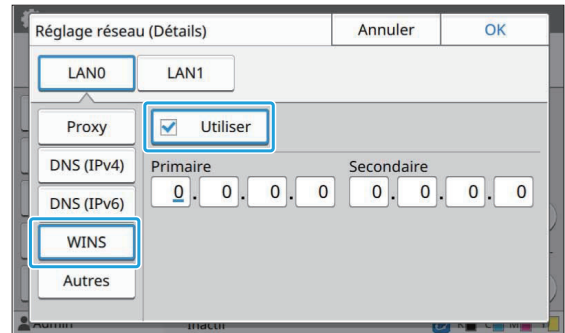 Réglage réseau (Détails) Annuler OK
LAN0 LAN1
Proxy Utiliser
DNS (IPv4) Primaire Secondaire
DNS (IPv6) 0. 0. 0. 0 0. 0. 0. 0
WINS
Autres
Admin Inactif K C M